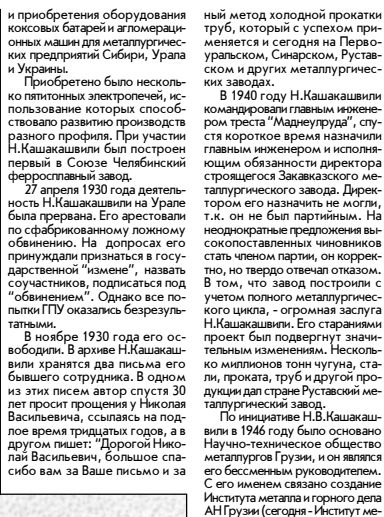 и приобретения оборудования
коксовых батарей и агломераци-
онных машин для металлургичес-
ких предприятий Сибири, Урала
и Украины.
Приобретено было несколь-
ко пятитонных электропечей, ис-
пользование которых способ-
ствовало развитию производств
разного профиля. При участии
Н.Кашакашвили был построен
первый в Союзе Челябинский
ферросплавный завод.
27 апреля 1930 года деятель-
ность Н.Кашакашвили на Урале
была прервана. Его арестовали
по сфабрикованному ложному
обвинению. На допросах его
принуждали признаться в госу-
дарственной "измене", назвать
соучастников, подписаться под
"обвинением". Однако все по-
пытки ГПУ оказались безрезуль-
татными.
В ноябре 1930 года его ос-
вободили. В архиве Н.Кашакаш-
вили хранятся два письма его
бывшего сотрудника. В одном
из этих писем автор спустя 30
лет просит прощения у Николая
Васильевича, ссылаясь на под-
лое время тридцатых годов, а в
другом пишет: "Дорогой Нико-
лай Васильевич, большое спа-
сибо вам за Ваше письмо и за
ный метод холодной прокатки
труб, который с успехом при-
меняется и сегодня на Перво-
уральском, Синарском, Рустав-
ском и других металлургичес-
ких заводах.
В 1940 году Н.Кашакашвили
командировали главным инжене-
ром треста "Маднеулруда", спу-
стя короткое время назначили
главным инженером и исполня-
ющим обязанности директора
строящегося Закавказского ме-
таллургического завода. Дирек-
тором его назначить не могли,
т.к. он не был партийным. На
неоднократные предложения вы-
сокопоставленных чиновников
стать членом партии, он коррек-
тно, но твердо отвечал отказом.
В том, что завод построили с
учетом полного металлургичес-
кого цикла, - огромная заслуга
Н.Кашакашвили. Его стараниями
проект был подвергнут значи-
тельным изменениям. Несколь-
ко миллионов тонн чугуна, ста-
ли, проката, труб и другой про-
дукции дал стране Руставский ме-
таллургический завод.
По инициативе Н.В.Кашакаш-
вили в 1946 году было основано
Научно-техническое общество
металлургов Грузии, и он являлся
его бессменным руководителем.
С его именем связано создание
Института металла и горного дела
АН Грузии (сегодня - Институт ме-